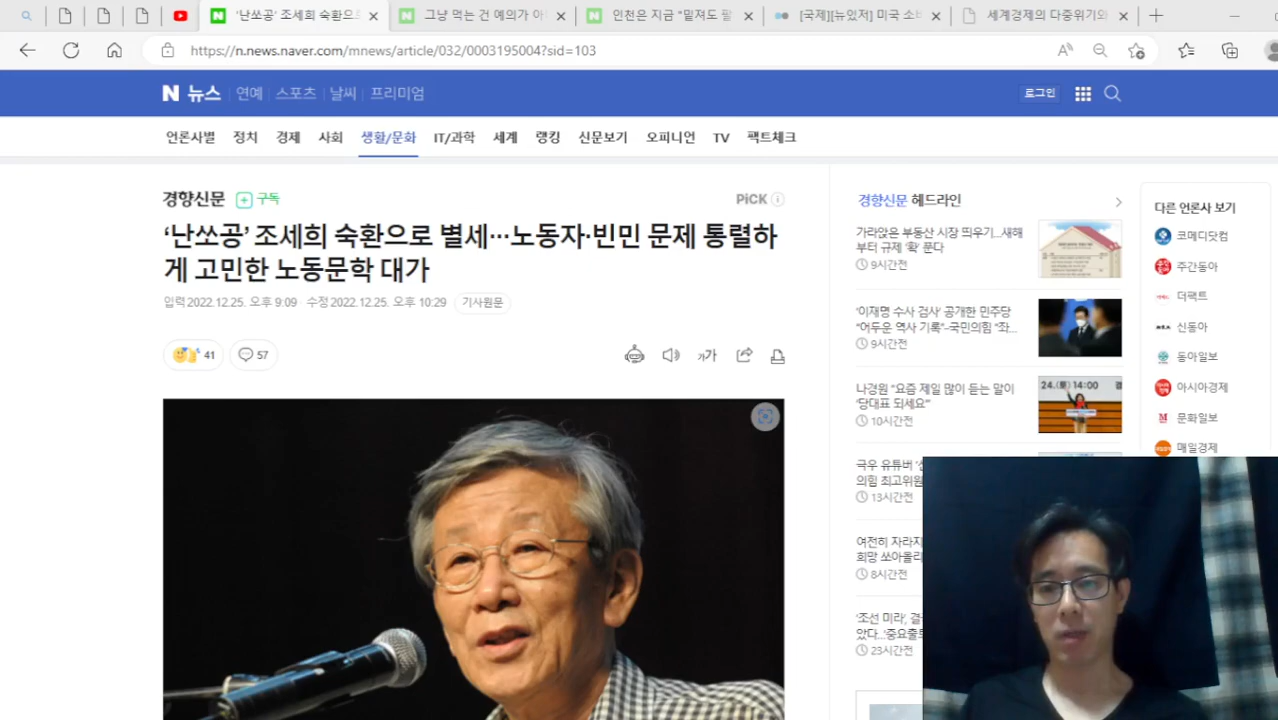 '난쏘공' 조세희 숙환으로
그냥 먹는 건 예의가 아
인천은 지금 "밑져도 팔
[국제][뉴있저] 미국 소비
세계경제의 다중위기와
https://n.news.naver.com/mnews/article/032/0003195004?sid=103
N 뉴스 연예 스포츠 날씨 프리미엄
로그인
언론사별 정치 경제 사회 생활/문화 IT/과학 세계 랭킹 신문보기 오피니언 TV 팩트체크
경향신문 구독
PiCK
‘난쏘공’ 조세희 숙환으로 별세…노동자·빈민 문제 통렬하
게 고민한 노동문학 대가
입력 2022.12.25. 오후 9:09 · 수정 2022.12.25. 오후 10:29 기사원문
41 57
가가
경향신문 헤드라인
가라앉은 부동산 시장 띄우기…새해
부터 규제 ‘확’ 푼다
9시간전
‘이재명 수사 검사’ 공개한 민주당
“어두운 역사 기록”-국민의힘 “좌...
9시간전
24.(토) 14:00
나경원 “요즘 제일 많이 듣는 말이
‘당대표 되세요’”
10시간전
극우 유튜버
의힘 최고위원
13시간전
여전히 자라지
희망 쏘아올리
8시간전
‘조선 미라’, 결
았다…'중요출토
23시간전
다른 언론사 보기
코메디닷컴
주간동아
더팩트
신동아
동아일보
아시아경제
문화일보
매일경제